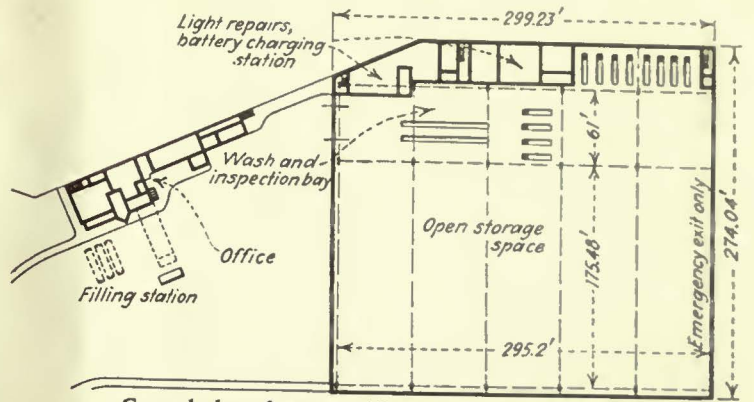 299.23'
Light repairs,
battery charging
station
61'
Wash and
inspection bay
Open storage
space
175.48'
Emergency exit only
274.04'
Office
Filling station
295.2'